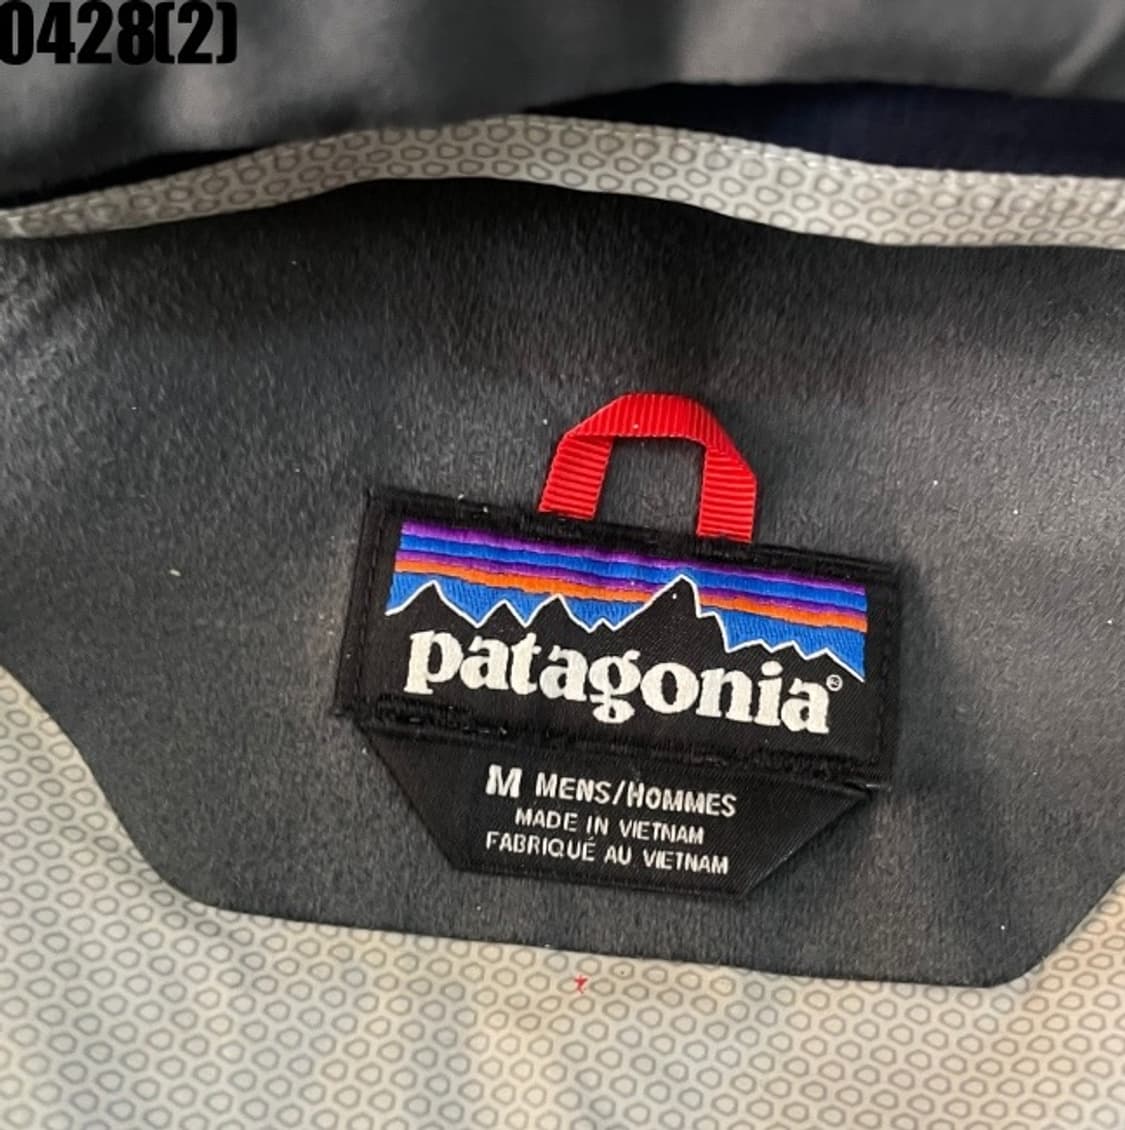 0428(2)
patagonia®
M MENS/HOMMES
MADE IN VIETNAM
FABRIQUÉ AU VIETNAM